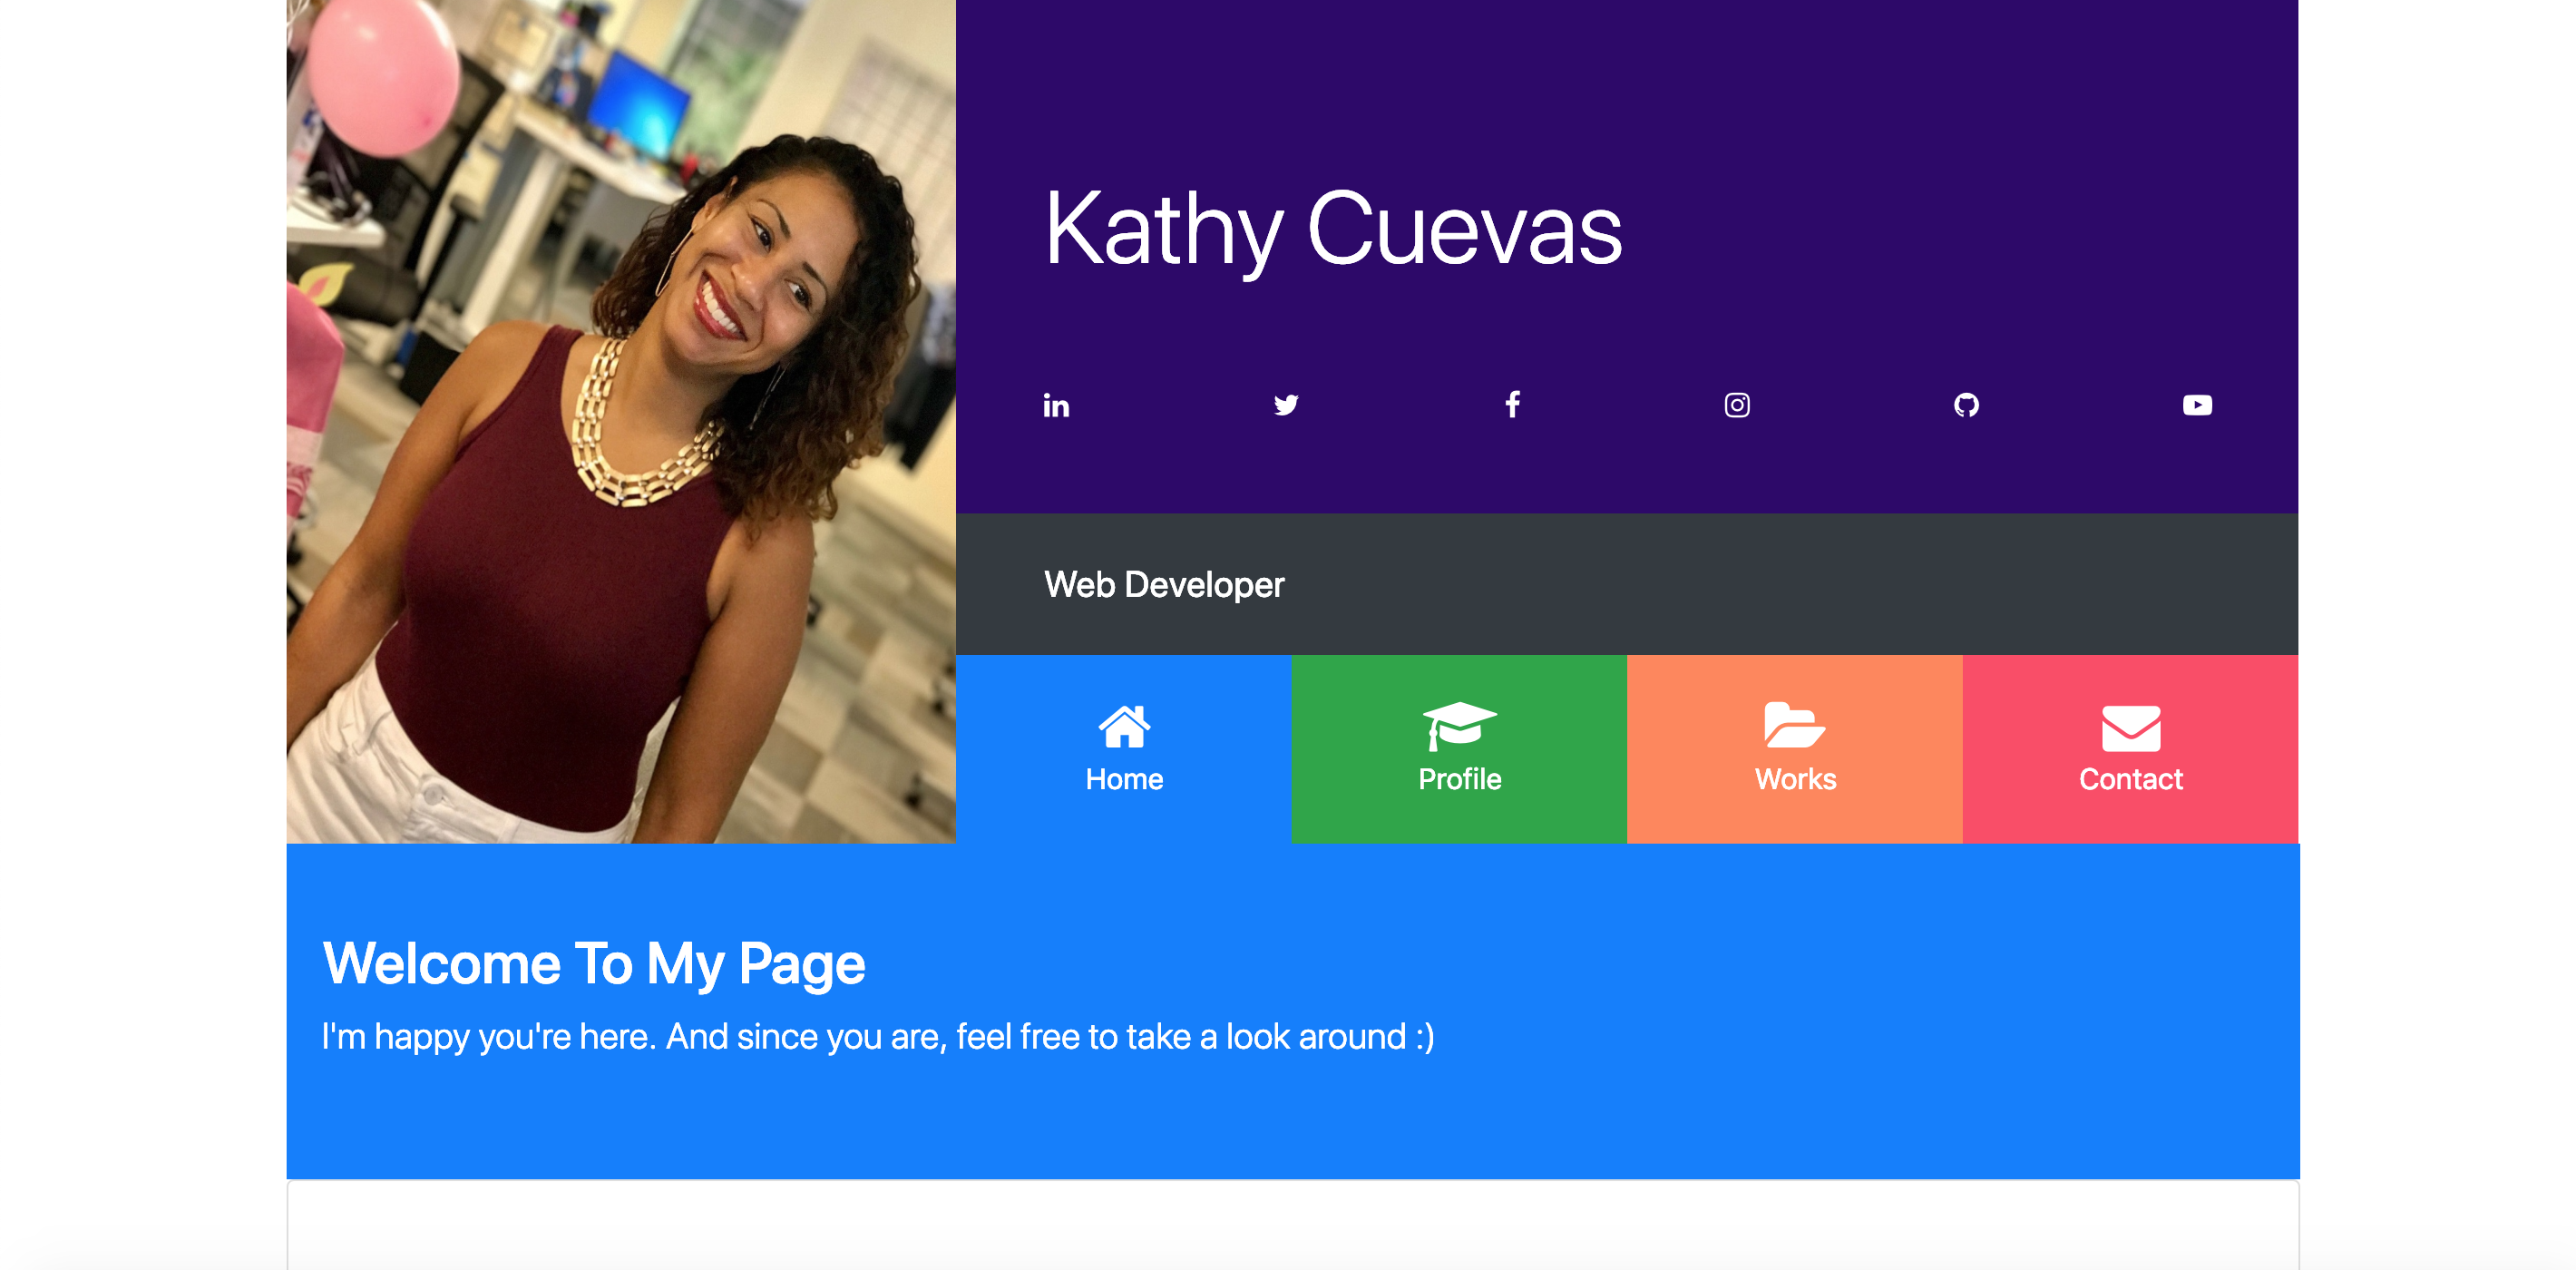 Kathy Cuevas
in
Web Developer
Home
Profile
Works
Contact
Welcome To My Page
I'm happy you're here. And since you are, feel free to take a look around :)